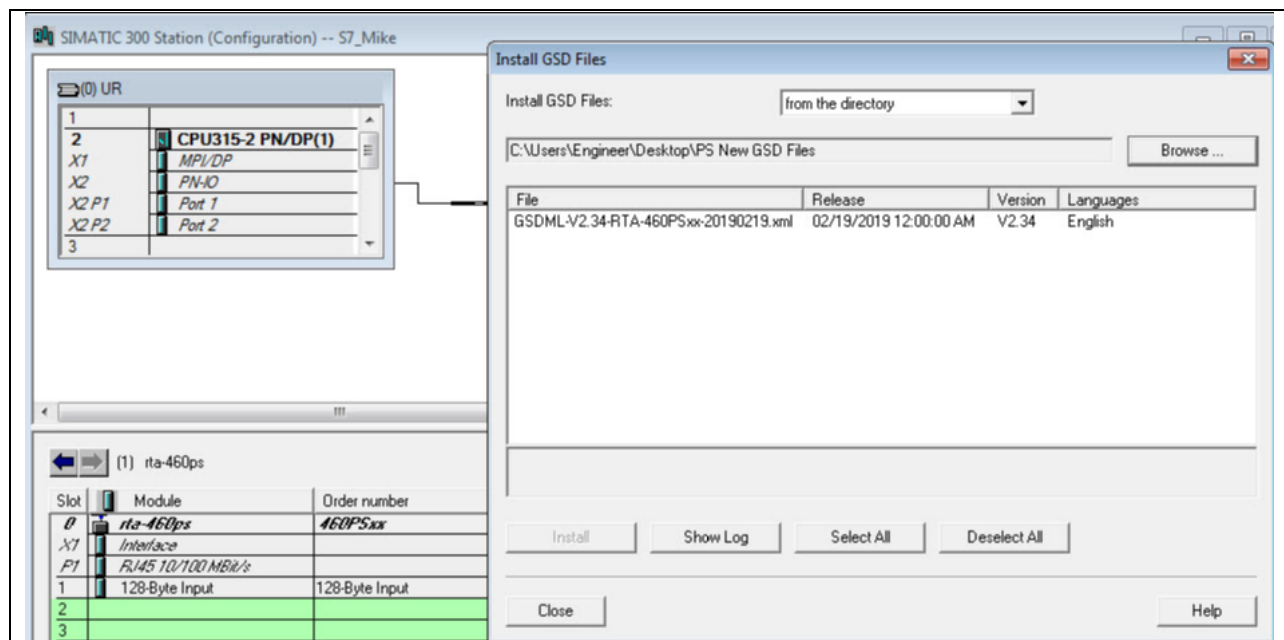 SIMATIC 300 Station (Configuration) -- S7_Mike
(0) UR
1
2 CPU315-2 PN/DP(1)
X1 MPI/DP
X2 PN-IO
X2 P1 Port 1
X2 P2 Port 2
3
Install GSD Files
Install GSD Files: from the directory
C:\Users\Engineer\Desktop\PS New GSD Files Browse ...
File Release Version Languages
GSDML-V2.34-RTA-460PSxx-20190219.xml 02/19/2019 12:00:00 AM V2.34 English
Install Show Log Select All Deselect All
Close Help
(1) rta-460ps
Slot Module Order number
0 rta-460ps 460PSxx
X1 Interface
P1 RJ45 10/100 MBit/s
1 128-Byte Input 128-Byte Input
2
3